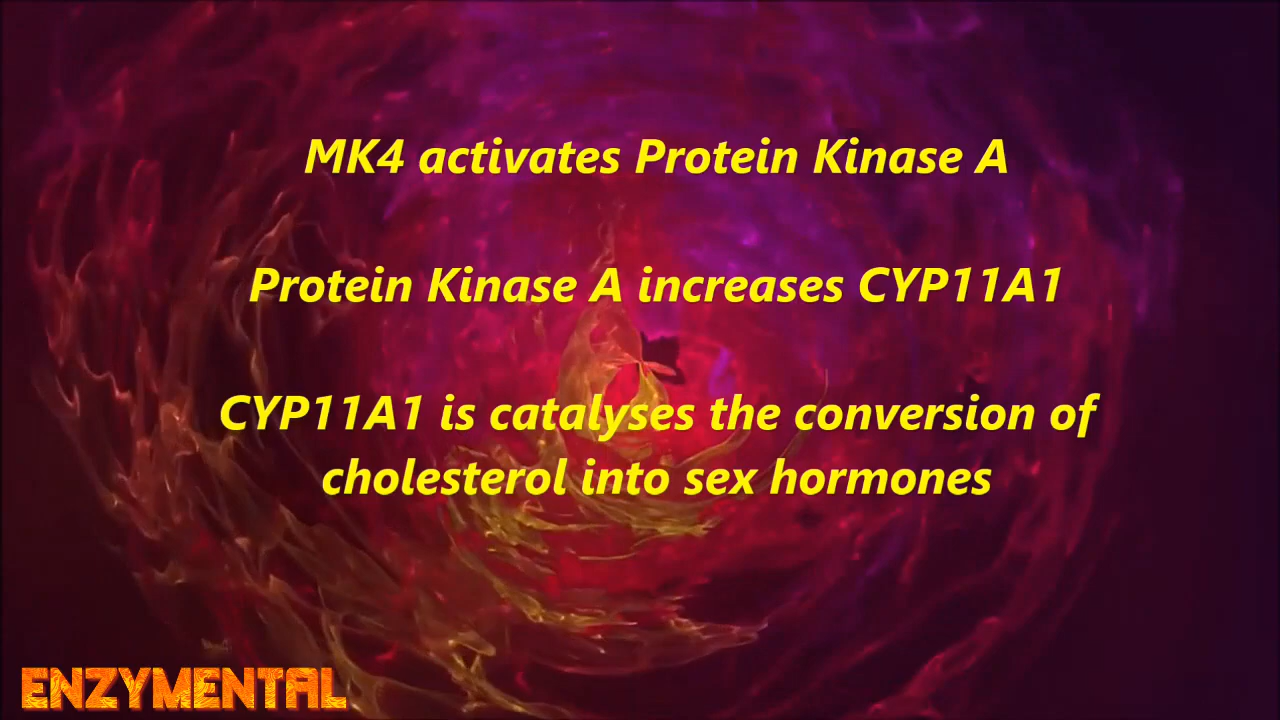 MK4 activates Protein Kinase A
Protein Kinase A increases CYP11A1
CYP11A1 is catalyses the conversion of
cholesterol into sex hormones
ENZYMENTAL